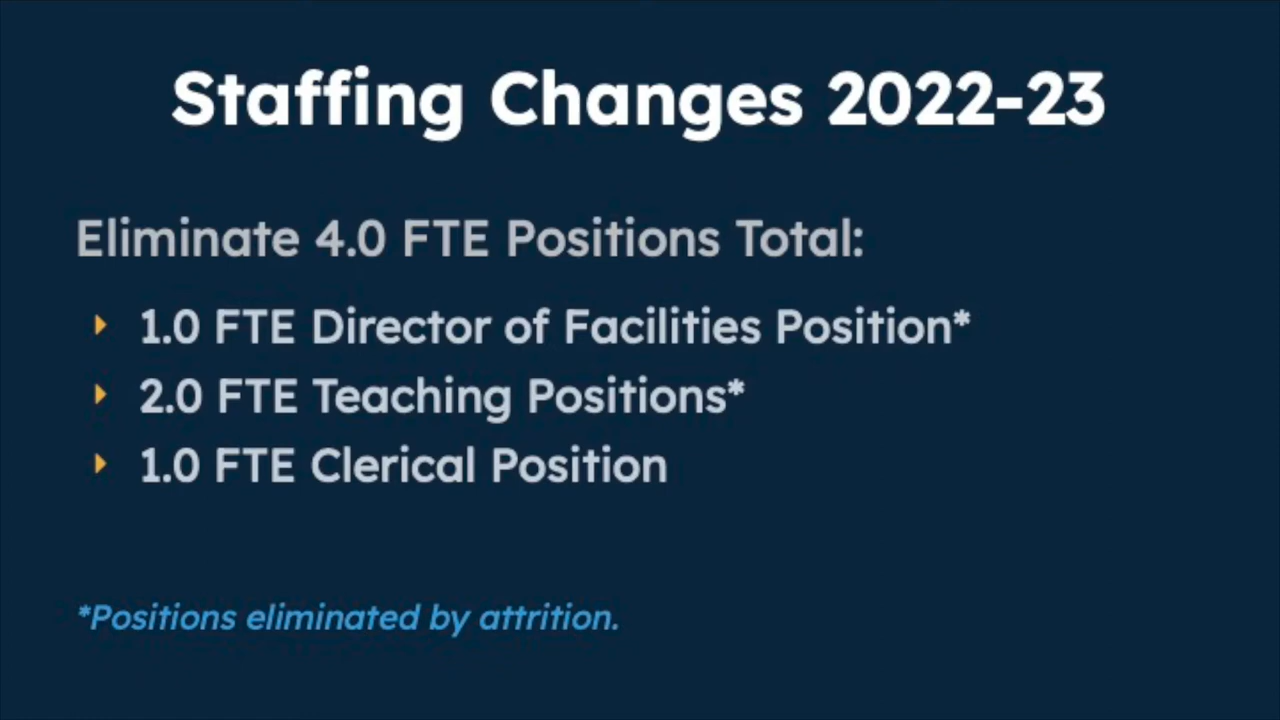 Staffing Changes 2022-23
Eliminate 4.0 FTE Positions Total:
1.0 FTE Director of Facilities Position*
2.0 FTE Teaching Positions*
1.0 FTE Clerical Position
*Positions eliminated by attrition.